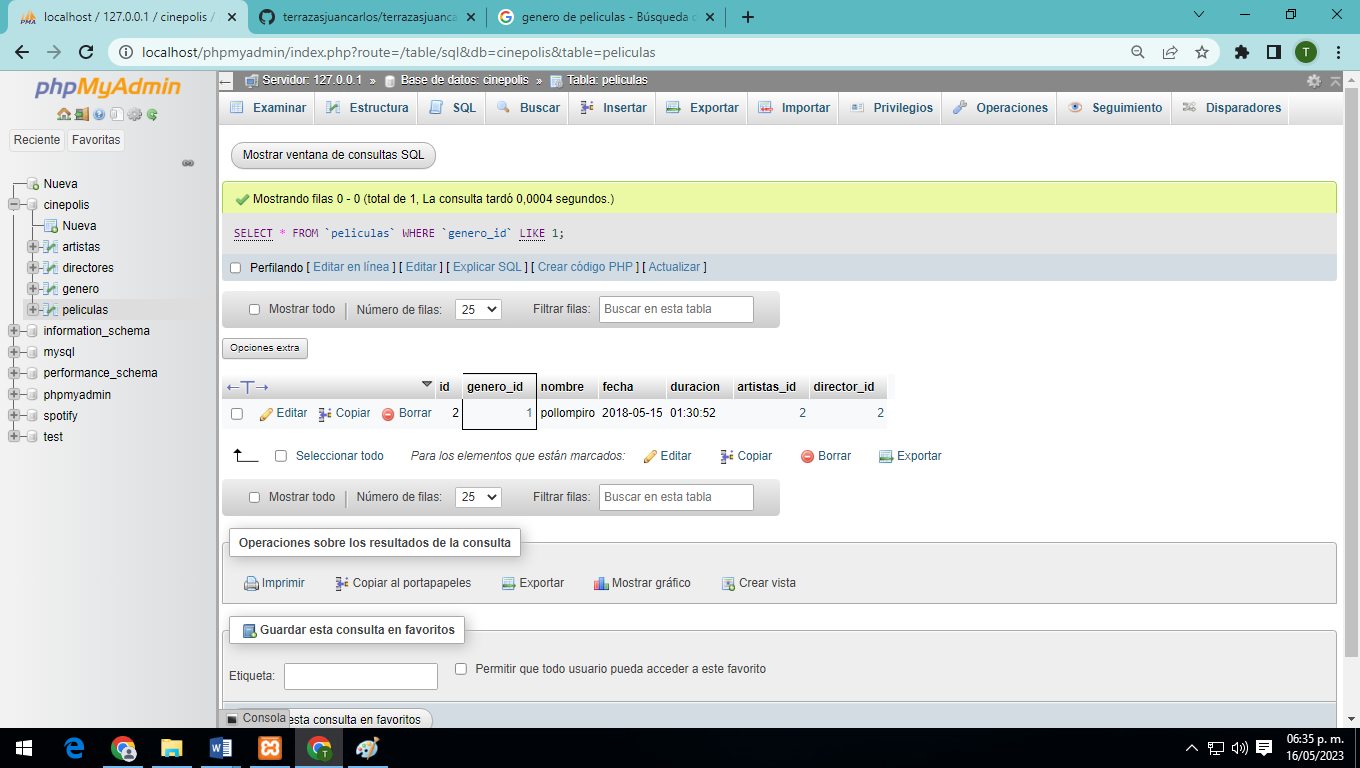 localhost / 127.0.0.1 / cinepolis /
terrazasjuancarlos/terrazasjuanca
genero de peliculas - Búsqueda
localhost/phpmyadmin/index.php?route=/table/sql&db=cinepolis&table=peliculas
T
phpMyAdmin
Reciente Favoritas
Nueva
cinepolis
Nueva
artistas
directores
genero
peliculas
information_schema
mysql
performance_schema
phpmyadmin
spotify
test
Servidor: 127.0.0.1 » Base de datos: cinepolis » Tabla: peliculas
Examinar Estructura SQL Buscar Insertar Exportar Importar Privilegios Operaciones Seguimiento Disparadores
Mostrar ventana de consultas SQL
Mostrando filas 0 - 0 (total de 1, La consulta tardó 0,0004 segundos.)
SELECT * FROM `peliculas` WHERE `genero_id` LIKE 1;
Perfilando [ Editar en línea ] [ Editar ] [ Explicar SQL ] [ Crear código PHP ] [ Actualizar ]
Mostrar todo | Número de filas: 25 Filtrar filas: Buscar en esta tabla
Opciones extra
←T→ id genero_id nombre fecha duracion artistas_id director_id
Editar Copiar Borrar 2 1 pollompiro 2018-05-15 01:30:52 2 2
Seleccionar todo Para los elementos que están marcados: Editar Copiar Borrar Exportar
Mostrar todo | Número de filas: 25 Filtrar filas: Buscar en esta tabla
Operaciones sobre los resultados de la consulta
Imprimir Copiar al portapapeles Exportar Mostrar gráfico Crear vista
Guardar esta consulta en favoritos
Etiqueta: Permitir que todo usuario pueda acceder a este favorito
Consola esta consulta en favoritos
06:35 p. m.
16/05/2023